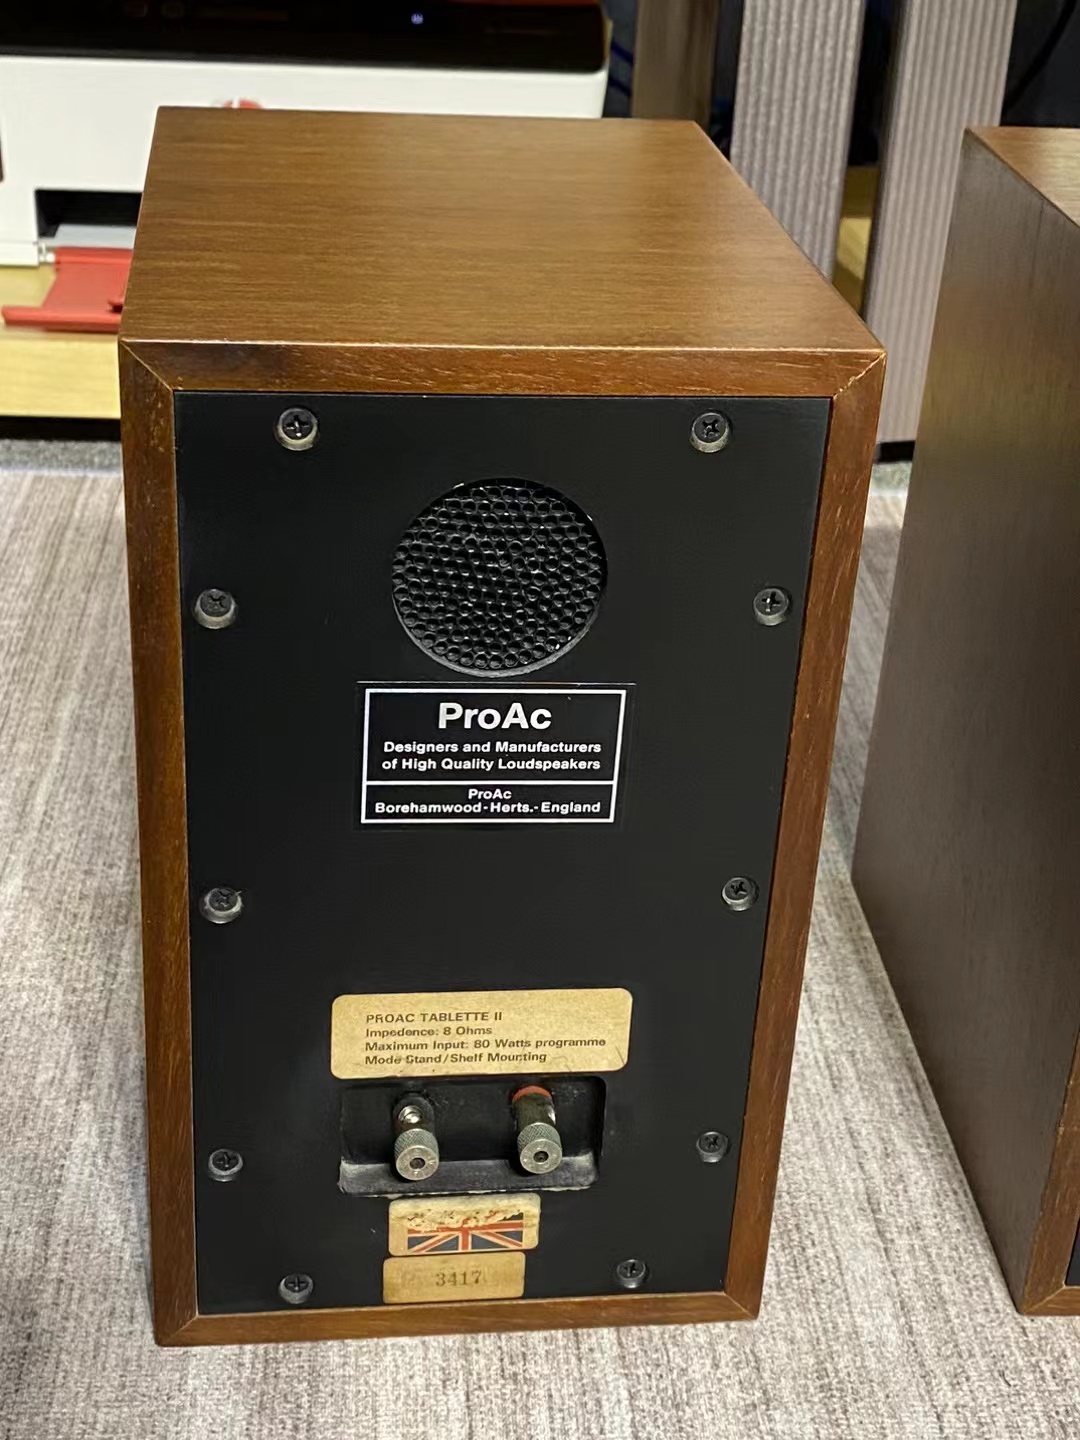 ProAc
Designers and Manufacturers
of High Quality Loudspeakers
ProAc
Borehamwood-Herts.-England
PROAC TABLETTE II
Impedence: 8 Ohms
Maximum Input: 80 Watts programme
Mode Stand/Shelf Mounting
3417